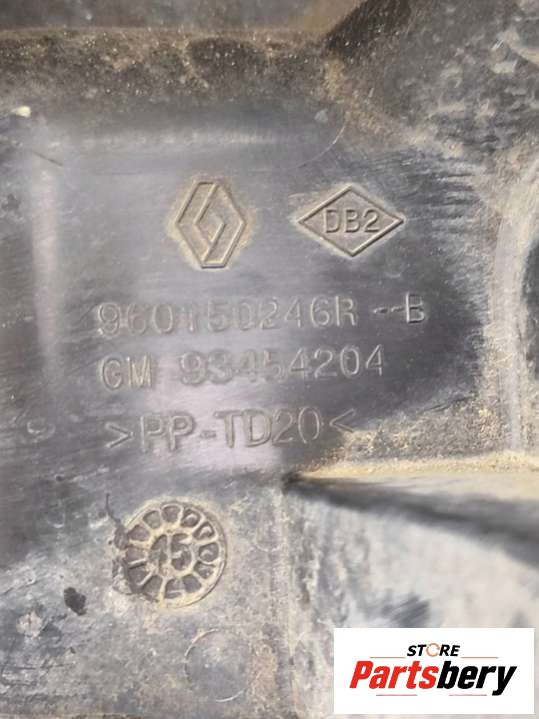 DB2
960150246R--B
GM 93454204
>PP-TD20<
15
STORE
Partsbery